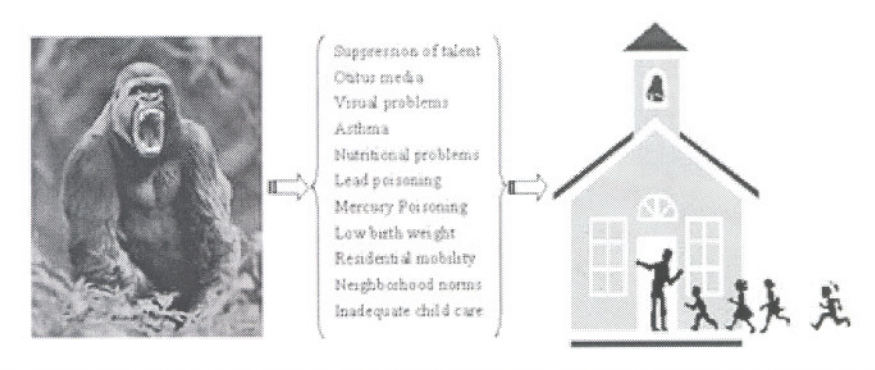 Suppression of talent
Otitus media
Visual problems
Asthma
Nutritional problems
Lead poisoning
Mercury Poisoning
Low birth weight
Residential mobility
Neighborhood norms
Inadequate child care